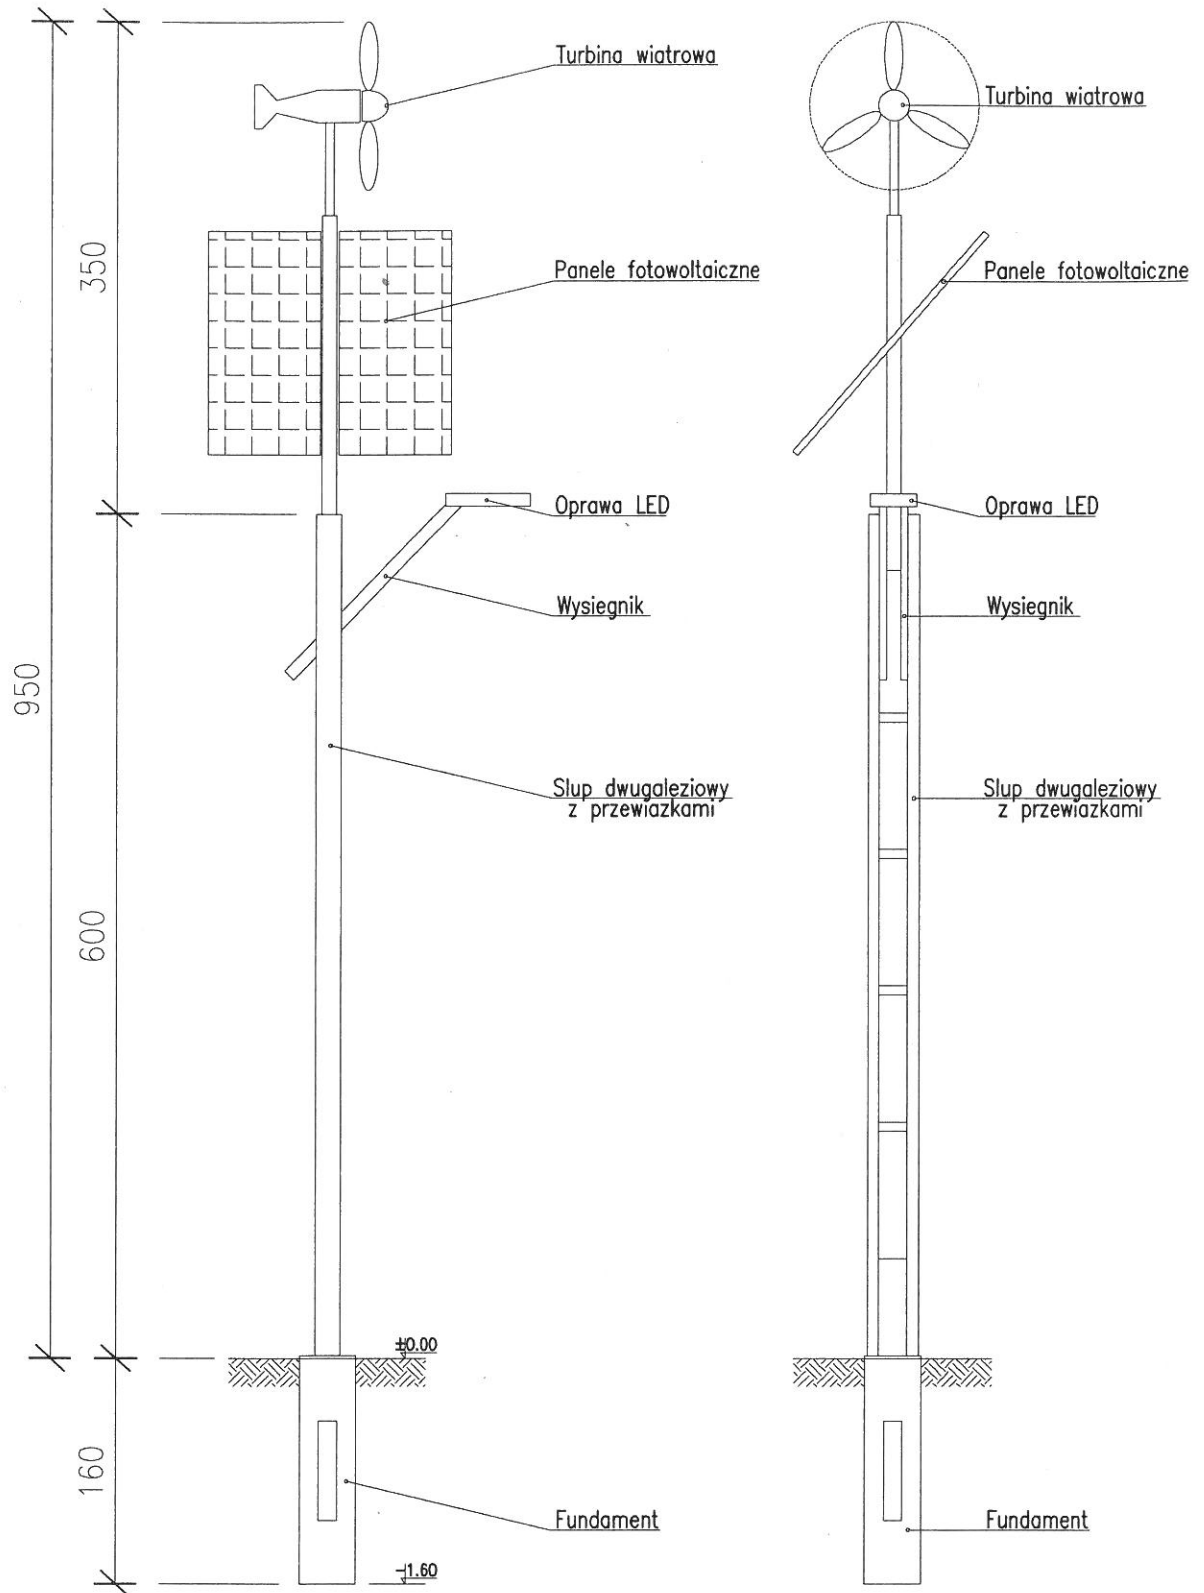 Turbina wiatrowa
Turbina wiatrowa
350
Panele fotowoltaiczne
Panele fotowoltaiczne
Oprawa LED
Oprawa LED
Wysiegnik
Wysiegnik
950
Slup dwugaleziowy
z przewiazkami
Slup dwugaleziowy
z przewiazkami
600
±0.00
160
Fundament
Fundament
-1.60